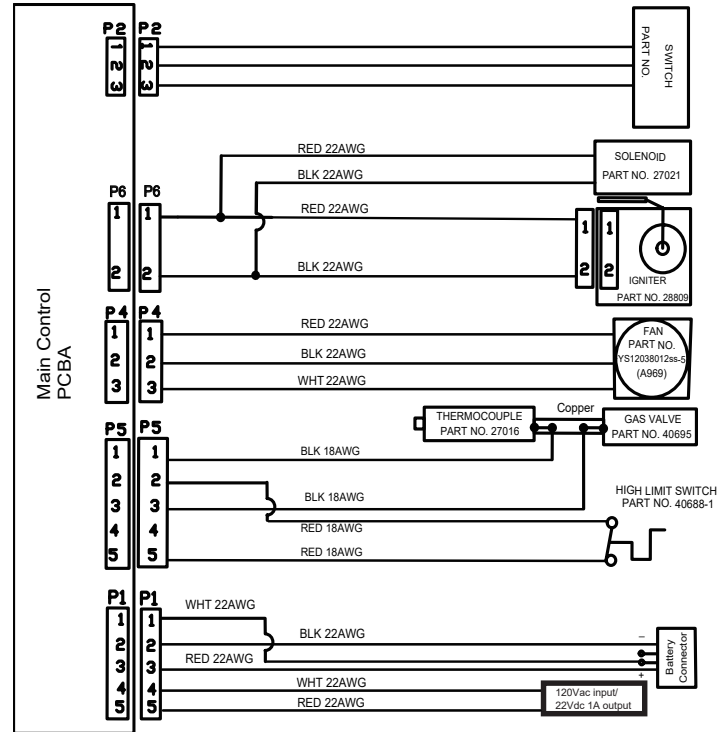 Main Control
PCBA
P2 P2
1 1
2 2
3 3
SWITCH
PART NO.
RED 22AWG
BLK 22AWG
SOLENOID
PART NO. 27021
P6 P6
1 1
2 2
RED 22AWG
BLK 22AWG
1 1
2 2
IGNITER
PART NO. 28809
P4 P4
1 1
2 2
3 3
RED 22AWG
BLK 22AWG
WHT 22AWG
FAN
PART NO.
YS12038012ss-5
(A969)
P5 P5
1 1
2 2
3 3
4 4
5 5
THERMOCOUPLE
PART NO. 27016
Copper
GAS VALVE
PART NO. 40695
BLK 18AWG
BLK 18AWG
RED 18AWG
RED 18AWG
HIGH LIMIT SWITCH
PART NO. 40688-1
P1 P1
1 1
2 2
3 3
4 4
5 5
WHT 22AWG
BLK 22AWG
RED 22AWG
WHT 22AWG
RED 22AWG
–
+
Battery
Connector
120Vac input/
22Vdc 1A output